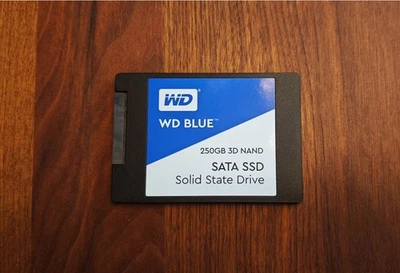 WD
WD BLUE™
250GB 3D NAND
SATA SSD
Solid State Drive